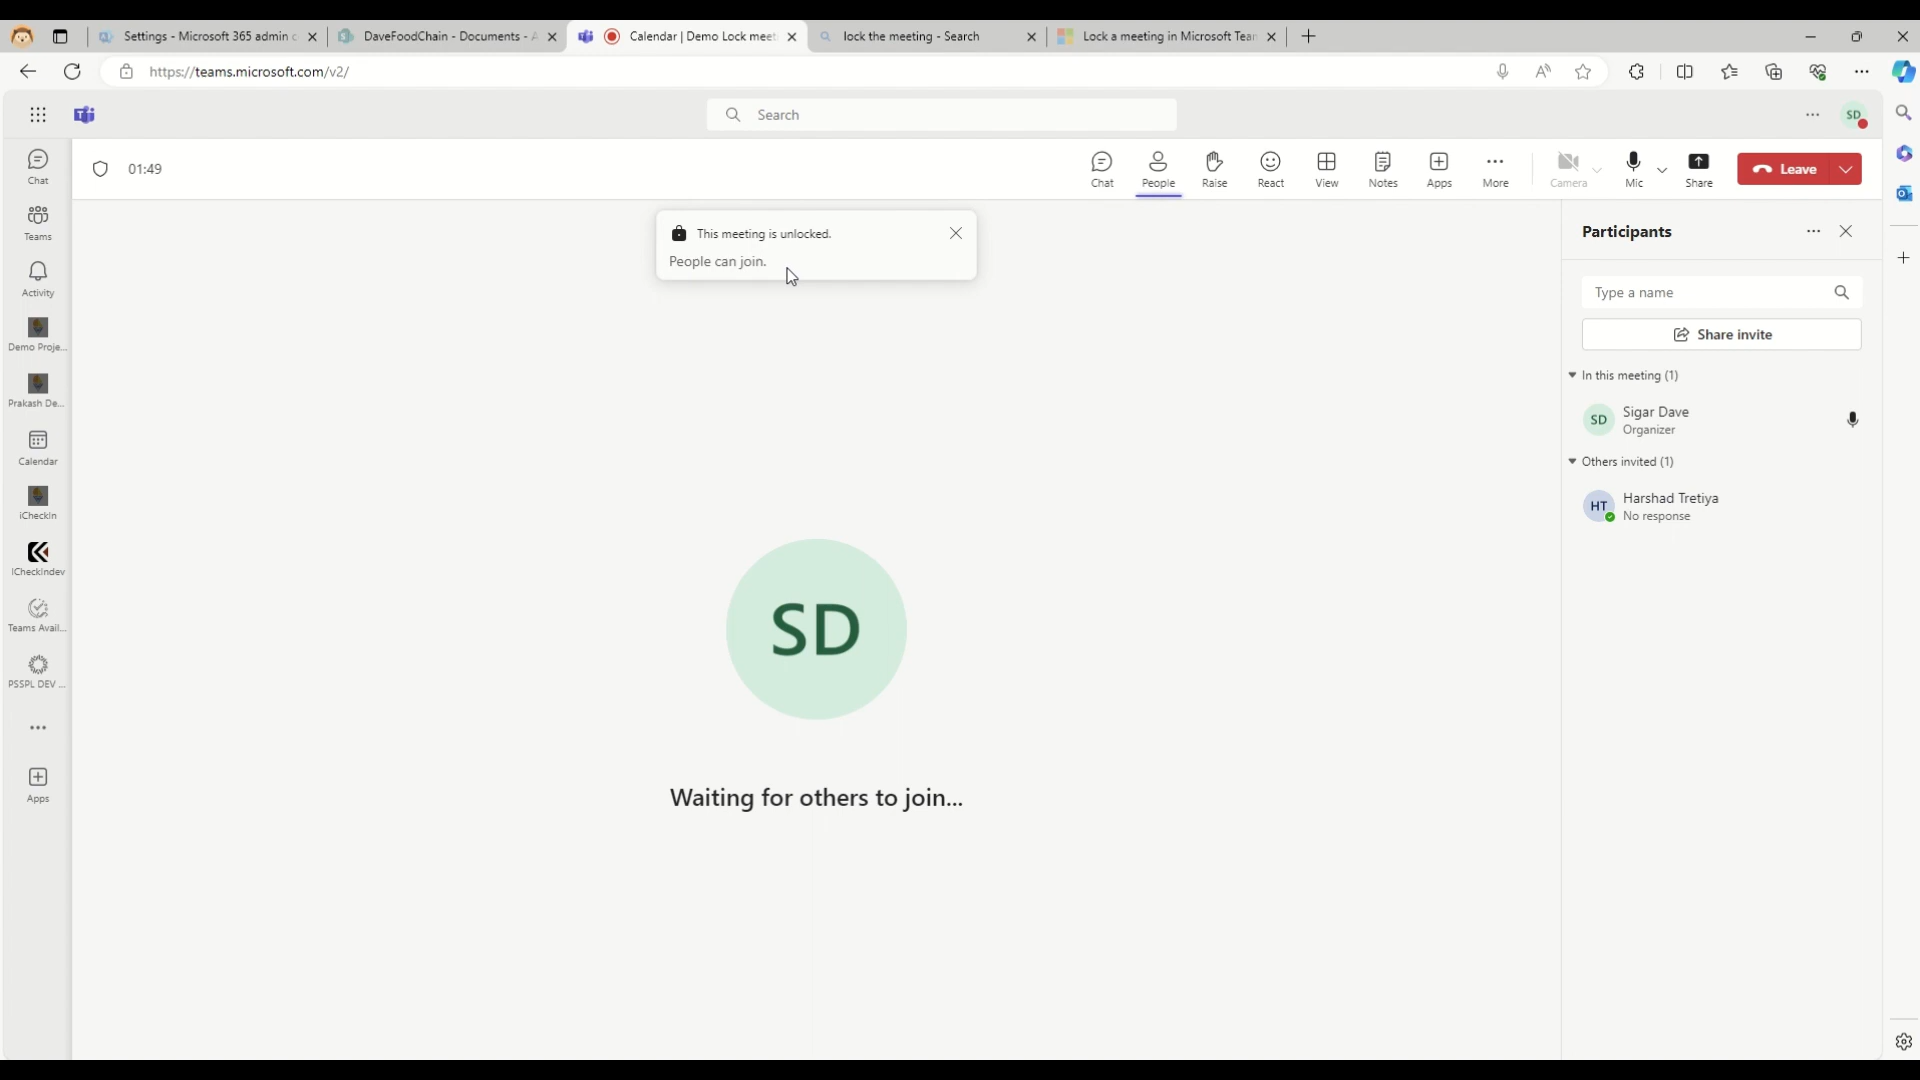 Settings - Microsoft 365 admin c
DaveFoodChain - Documents - A
Calendar | Demo Lock meet
lock the meeting - Search
Lock a meeting in Microsoft Tear
https://teams.microsoft.com/v2/
Search
SD
01:49
Chat
People
Raise
React
View
Notes
Apps
More
Camera
Mic
Share
Leave
Chat
Teams
Activity
Demo Proje...
Prakash De...
Calendar
iCheckIn
ICheckIndev
Teams Avail...
PSSPL DEV ...
Apps
This meeting is unlocked.
People can join.
SD
Waiting for others to join...
Participants
Type a name
Share invite
In this meeting (1)
SD
Sigar Dave
Organizer
Others invited (1)
HT
Harshad Tretiya
No response